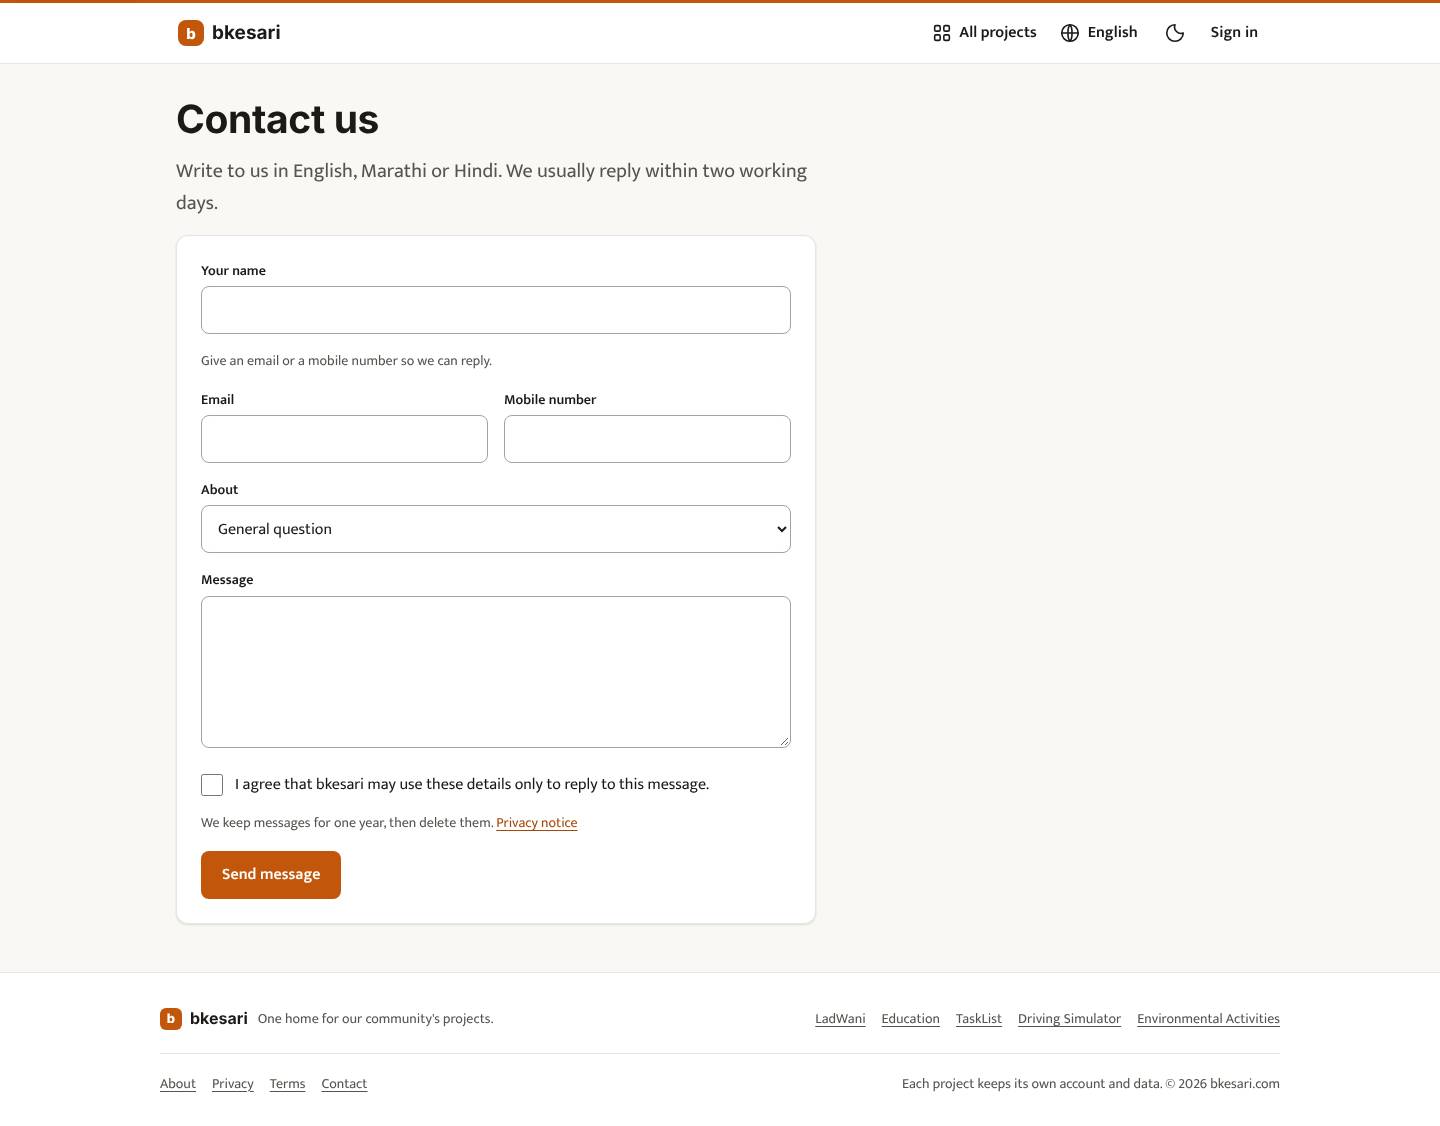 b bkesari
All projects
English
Sign in
Contact us
Write to us in English, Marathi or Hindi. We usually reply within two working
days.
Your name
Give an email or a mobile number so we can reply.
Email
Mobile number
About
General question
Message
I agree that bkesari may use these details only to reply to this message.
We keep messages for one year, then delete them. Privacy notice
Send message
b bkesari One home for our community's projects.
LadWani Education TaskList Driving Simulator Environmental Activities
About Privacy Terms Contact
Each project keeps its own account and data. © 2026 bkesari.com